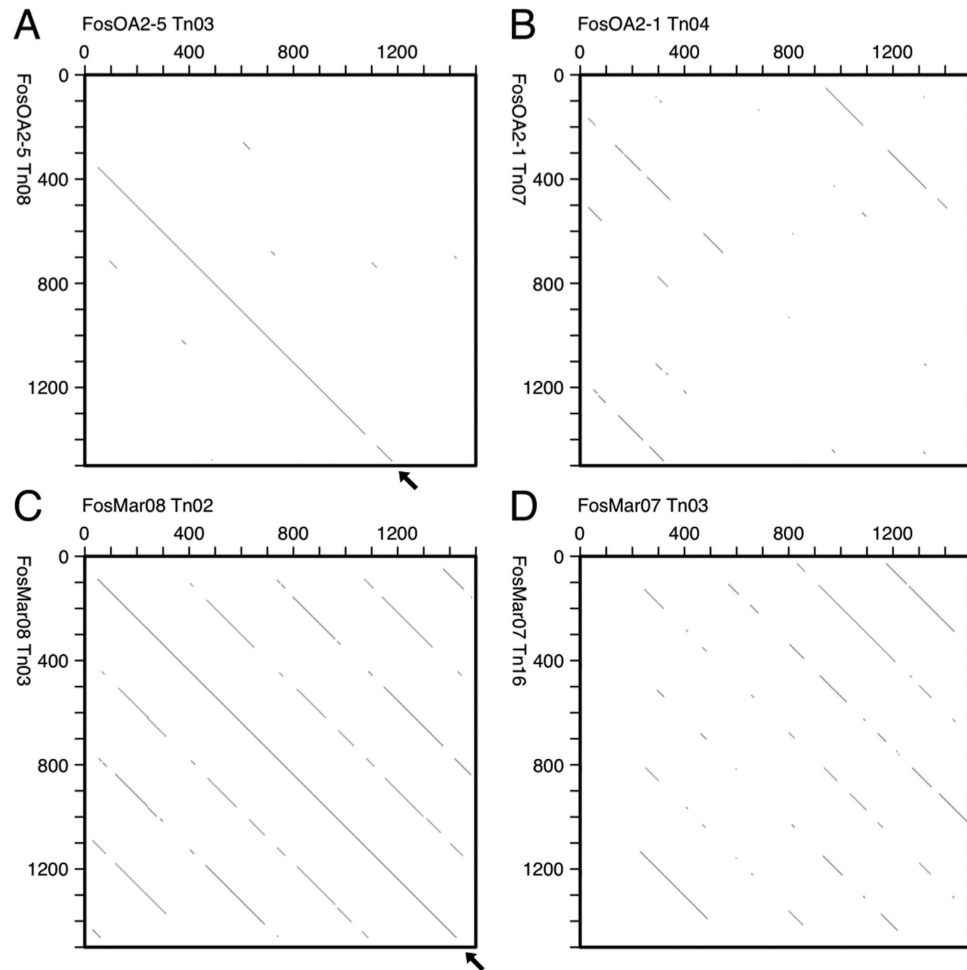 A FosOA2-5 Tn03
0 400 800 1200
0
400
800
1200
FosOA2-5 Tn08
B FosOA2-1 Tn04
0 400 800 1200
0
400
800
1200
FosOA2-1 Tn07
C FosMar08 Tn02
0 400 800 1200
0
400
800
1200
FosMar08 Tn03
D FosMar07 Tn03
0 400 800 1200
0
400
800
1200
FosMar07 Tn16